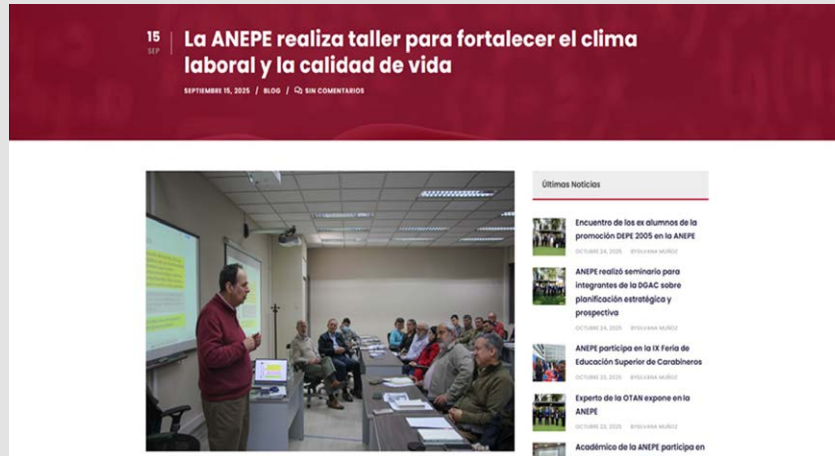 15
SEP
La ANEPE realiza taller para fortalecer el clima
laboral y la calidad de vida
SEPTIEMBRE 15, 2025 / BLOG / SIN COMENTARIOS
Últimas Noticias
Encuentro de los ex alumnos de la
promoción DEPE 2005 en la ANEPE
OCTUBRE 24, 2025 BYSILVANA MUÑOZ
ANEPE realizó seminario para
integrantes de la DGAC sobre
planificación estratégica y
prospectiva
OCTUBRE 24, 2025 BYSILVANA MUÑOZ
ANEPE participa en la IX Feria de
Educación Superior de Carabineros
OCTUBRE 23, 2025 BYSILVANA MUÑOZ
Experto de la OTAN expone en la
ANEPE
OCTUBRE 23, 2025 BYSILVANA MUÑOZ
Académico de la ANEPE participa en